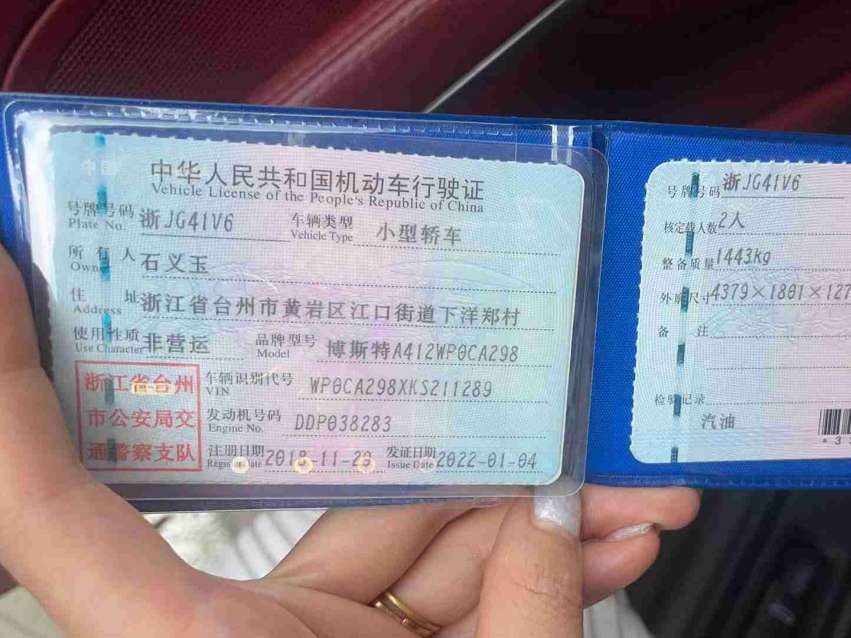 中华人民共和国机动车行驶证
Vehicle License of the People's Republic of China
号牌号码 浙JG41V6 车辆类型 小型轿车
Plate No. Vehicle Type
所有人 石义玉
Owner
住址 浙江省台州市黄岩区江口街道下洋郑村
Address
使用性质 非营运 品牌型号 博斯特A412WP0CA298
Use Character Model
浙江省台州
市公安局交
通警察支队
车辆识别代号 WP0CA298XKS211289
VIN
发动机号码 DDP038283
Engine No.
注册日期 2018-11-29 发证日期 2022-01-04
Register Date Issue Date
号牌号码 浙JG41V6
核定载人数 2人
整备质量 1443kg
外廓尺寸 4379×1801×127
备注
检验记录
汽油